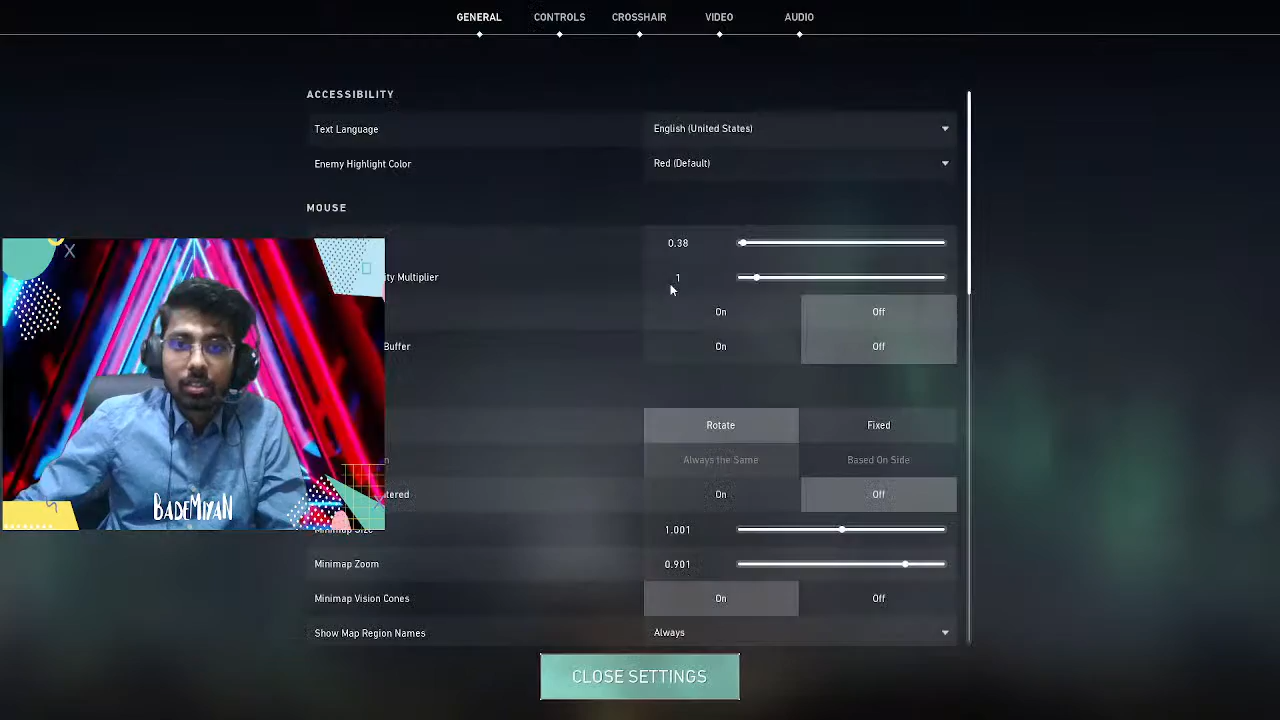 GENERAL CONTROLS CROSSHAIR VIDEO AUDIO
ACCESSIBILITY
Text Language English (United States)
Enemy Highlight Color Red (Default)
MOUSE
0.38
ity Multiplier 1
On Off
Buffer On Off
Rotate Fixed
n Always the Same Based On Side
tered On Off
Minimap Size 1.001
Minimap Zoom 0.901
Minimap Vision Cones On Off
Show Map Region Names Always
CLOSE SETTINGS
BADEMIYAN